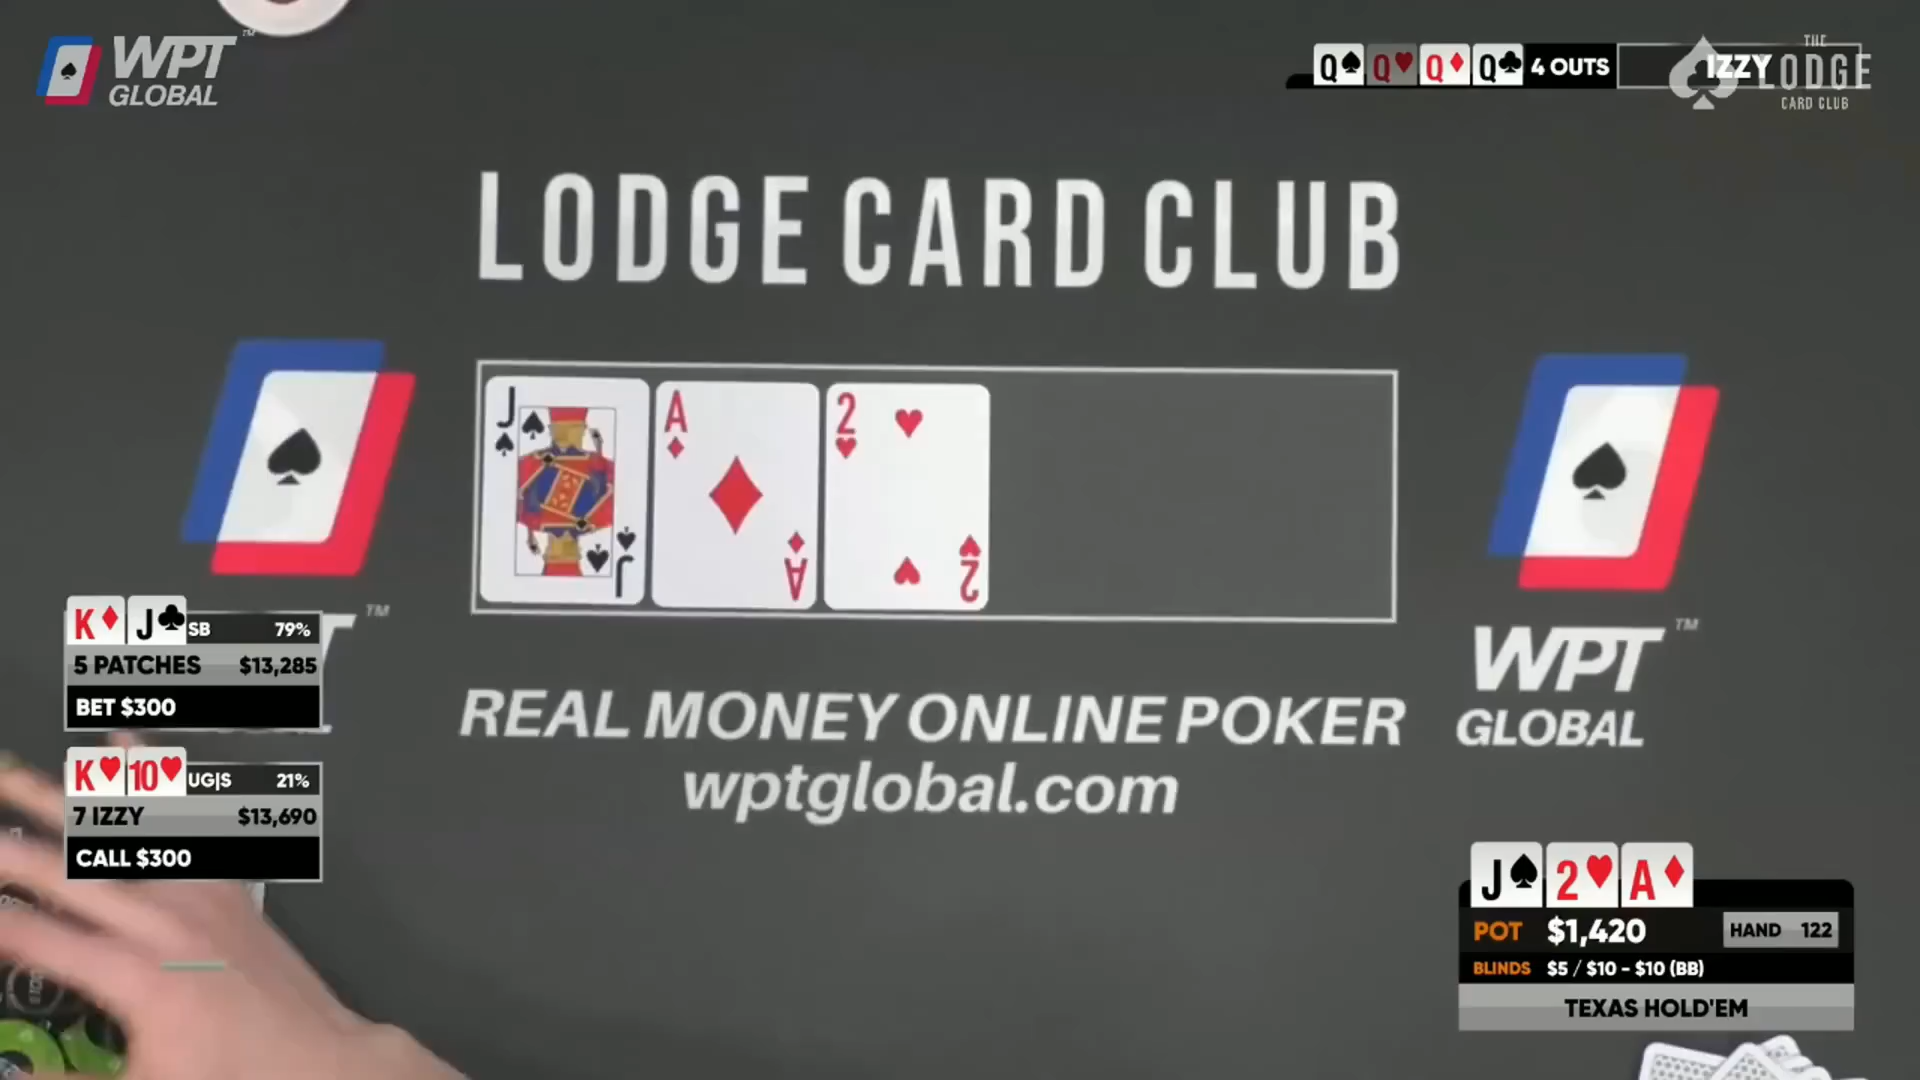 WPT
GLOBAL
Q♠ Q♥ Q♦ Q♣ 4 OUTS IZZY
THE
LODGE
CARD CLUB
LODGE CARD CLUB
J♠ A♦ 2♥
J♠ A♦ 2♥
K♦ J♣ SB 79%
5 PATCHES $13,285
BET $300
K♥ 10♥ UG|S 21%
7 IZZY $13,690
CALL $300
REAL MONEY ONLINE POKER
wptglobal.com
WPT™
GLOBAL
J♠ 2♥ A♦
POT $1,420 HAND 122
BLINDS $5 / $10 - $10 (BB)
TEXAS HOLD'EM